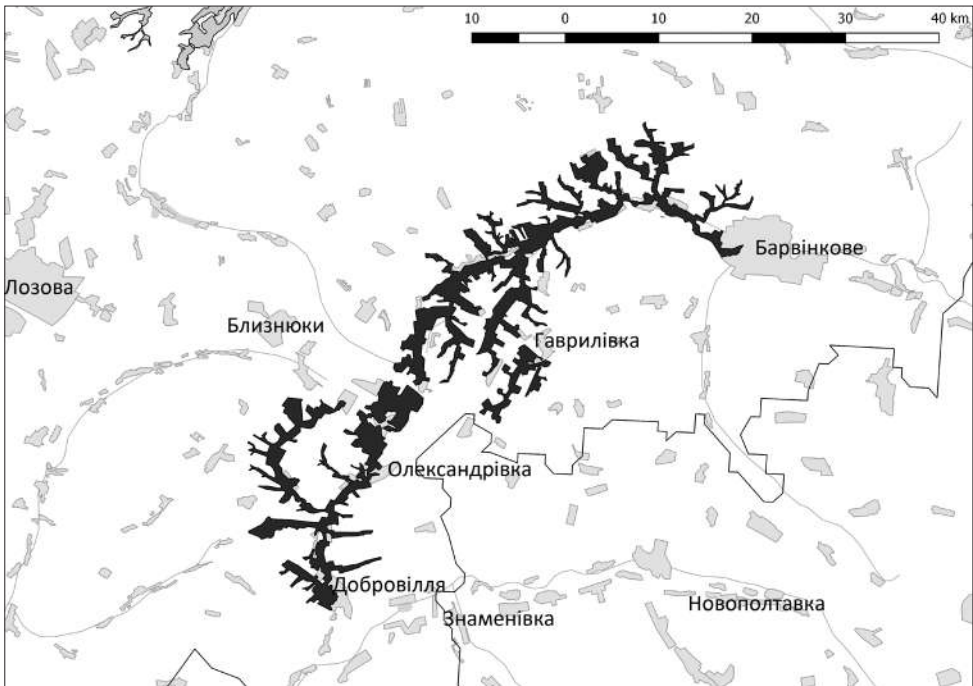 10 0 10 20 30 40 km
Барвінкове
Лозова
Близнюки
Гаврилівка
Олександрівка
Добровілля
Новополтавка
Знаменівка